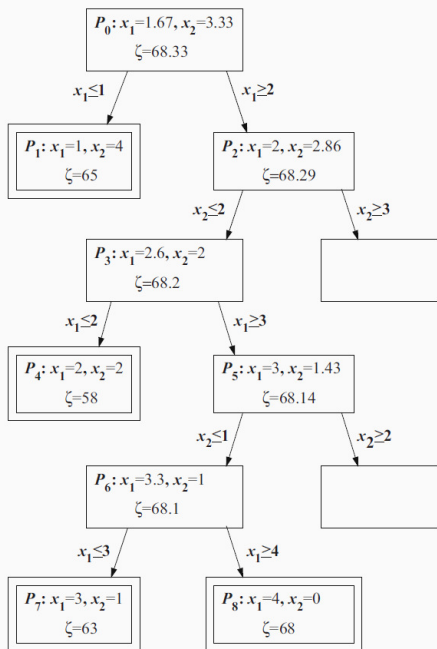 P₀: x₁=1.67, x₂=3.33
ζ=68.33
x₁≤1
x₁≥2
P₁: x₁=1, x₂=4
ζ=65
P₂: x₁=2, x₂=2.86
ζ=68.29
x₂≤2
x₂≥3
P₃: x₁=2.6, x₂=2
ζ=68.2
x₁≤2
x₁≥3
P₄: x₁=2, x₂=2
ζ=58
P₅: x₁=3, x₂=1.43
ζ=68.14
x₂≤1
x₂≥2
P₆: x₁=3.3, x₂=1
ζ=68.1
x₁≤3
x₁≥4
P₇: x₁=3, x₂=1
ζ=63
P₈: x₁=4, x₂=0
ζ=68